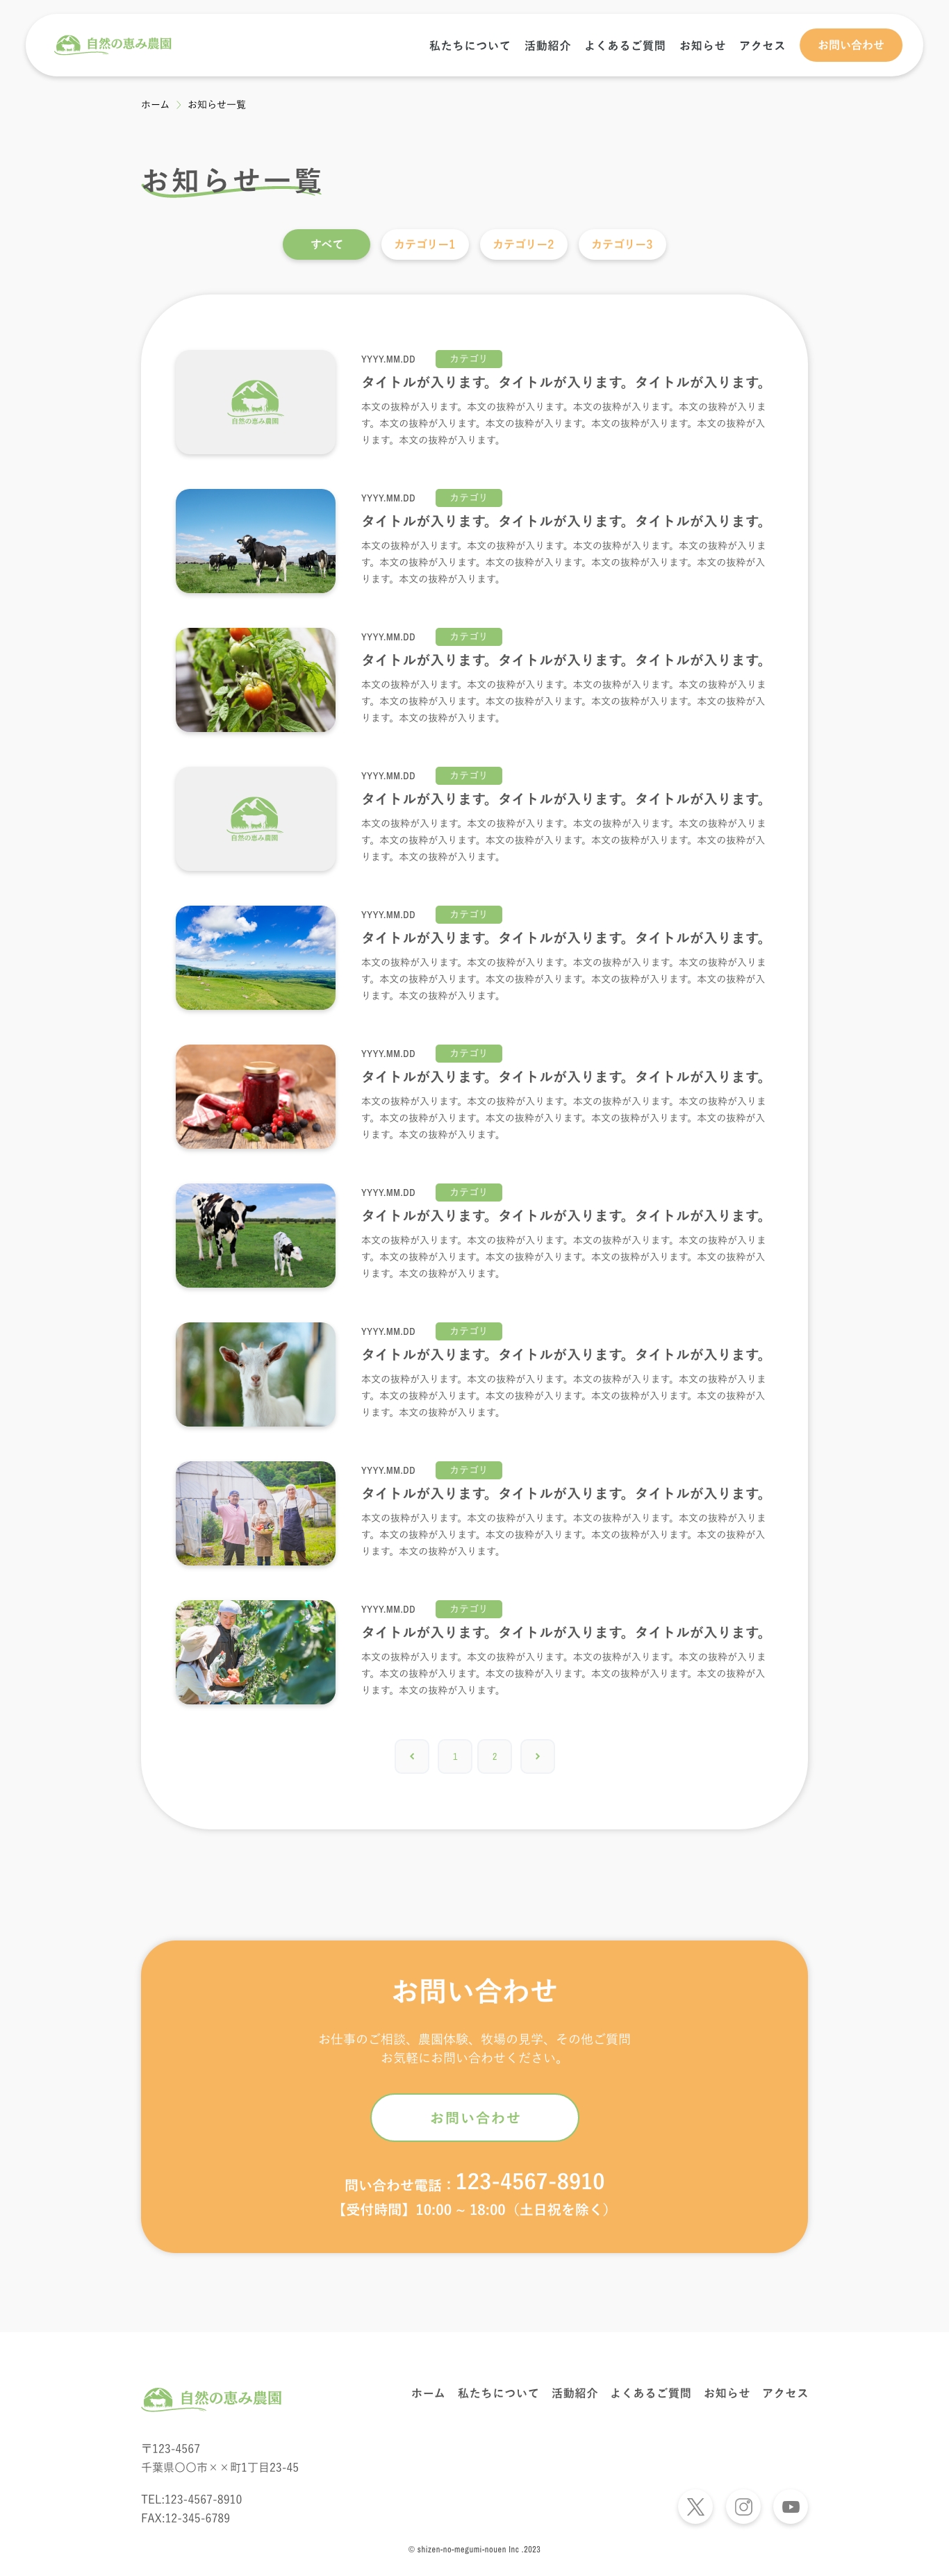 自然の恵み農園
私たちについて 活動紹介 よくあるご質問 お知らせ アクセス お問い合わせ
ホーム > お知らせ一覧
お知らせ一覧
すべて カテゴリー1 カテゴリー2 カテゴリー3
自然の恵み農園
YYYY.MM.DD カテゴリ
タイトルが入ります。タイトルが入ります。タイトルが入ります。
本文の抜粋が入ります。本文の抜粋が入ります。本文の抜粋が入ります。本文の抜粋が入りま
す。本文の抜粋が入ります。本文の抜粋が入ります。本文の抜粋が入ります。本文の抜粋が入
ります。本文の抜粋が入ります。
YYYY.MM.DD カテゴリ
タイトルが入ります。タイトルが入ります。タイトルが入ります。
本文の抜粋が入ります。本文の抜粋が入ります。本文の抜粋が入ります。本文の抜粋が入りま
す。本文の抜粋が入ります。本文の抜粋が入ります。本文の抜粋が入ります。本文の抜粋が入
ります。本文の抜粋が入ります。
YYYY.MM.DD カテゴリ
タイトルが入ります。タイトルが入ります。タイトルが入ります。
本文の抜粋が入ります。本文の抜粋が入ります。本文の抜粋が入ります。本文の抜粋が入りま
す。本文の抜粋が入ります。本文の抜粋が入ります。本文の抜粋が入ります。本文の抜粋が入
ります。本文の抜粋が入ります。
自然の恵み農園
YYYY.MM.DD カテゴリ
タイトルが入ります。タイトルが入ります。タイトルが入ります。
本文の抜粋が入ります。本文の抜粋が入ります。本文の抜粋が入ります。本文の抜粋が入りま
す。本文の抜粋が入ります。本文の抜粋が入ります。本文の抜粋が入ります。本文の抜粋が入
ります。本文の抜粋が入ります。
YYYY.MM.DD カテゴリ
タイトルが入ります。タイトルが入ります。タイトルが入ります。
本文の抜粋が入ります。本文の抜粋が入ります。本文の抜粋が入ります。本文の抜粋が入りま
す。本文の抜粋が入ります。本文の抜粋が入ります。本文の抜粋が入ります。本文の抜粋が入
ります。本文の抜粋が入ります。
YYYY.MM.DD カテゴリ
タイトルが入ります。タイトルが入ります。タイトルが入ります。
本文の抜粋が入ります。本文の抜粋が入ります。本文の抜粋が入ります。本文の抜粋が入りま
す。本文の抜粋が入ります。本文の抜粋が入ります。本文の抜粋が入ります。本文の抜粋が入
ります。本文の抜粋が入ります。
YYYY.MM.DD カテゴリ
タイトルが入ります。タイトルが入ります。タイトルが入ります。
本文の抜粋が入ります。本文の抜粋が入ります。本文の抜粋が入ります。本文の抜粋が入りま
す。本文の抜粋が入ります。本文の抜粋が入ります。本文の抜粋が入ります。本文の抜粋が入
ります。本文の抜粋が入ります。
YYYY.MM.DD カテゴリ
タイトルが入ります。タイトルが入ります。タイトルが入ります。
本文の抜粋が入ります。本文の抜粋が入ります。本文の抜粋が入ります。本文の抜粋が入りま
す。本文の抜粋が入ります。本文の抜粋が入ります。本文の抜粋が入ります。本文の抜粋が入
ります。本文の抜粋が入ります。
YYYY.MM.DD カテゴリ
タイトルが入ります。タイトルが入ります。タイトルが入ります。
本文の抜粋が入ります。本文の抜粋が入ります。本文の抜粋が入ります。本文の抜粋が入りま
す。本文の抜粋が入ります。本文の抜粋が入ります。本文の抜粋が入ります。本文の抜粋が入
ります。本文の抜粋が入ります。
YYYY.MM.DD カテゴリ
タイトルが入ります。タイトルが入ります。タイトルが入ります。
本文の抜粋が入ります。本文の抜粋が入ります。本文の抜粋が入ります。本文の抜粋が入りま
す。本文の抜粋が入ります。本文の抜粋が入ります。本文の抜粋が入ります。本文の抜粋が入
ります。本文の抜粋が入ります。
1 2
お問い合わせ
お仕事のご相談、農園体験、牧場の見学、その他ご質問
お気軽にお問い合わせください。
お問い合わせ
問い合わせ電話：123-4567-8910
【受付時間】10:00 ~ 18:00（土日祝を除く）
自然の恵み農園
ホーム 私たちについて 活動紹介 よくあるご質問 お知らせ アクセス
〒123-4567
千葉県〇〇市××町1丁目23-45
TEL:123-4567-8910
FAX:12-345-6789
© shizen-no-megumi-nouen Inc .2023